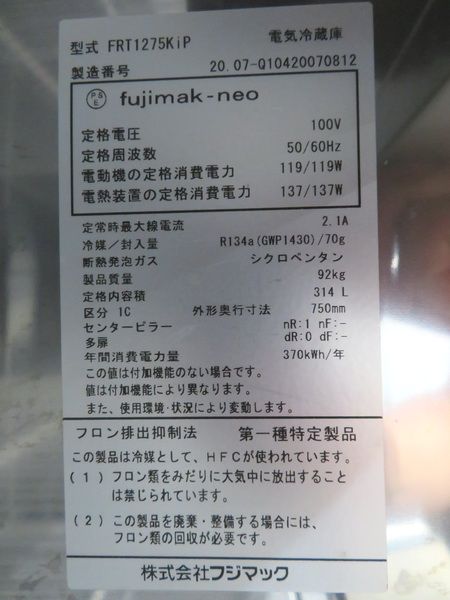 型式 FRT1275KiP 電気冷蔵庫
製造番号 20.07-Q10420070812
P&E fujimak-neo
定格電圧 100V
定格周波数 50/60Hz
電動機の定格消費電力 119/119W
電熱装置の定格消費電力 137/137W
定常時最大線電流 2.1A
冷媒/封入量 R134a(GWP1430)/70g
断熱発泡ガス シクロペンタン
製品質量 92kg
定格内容積 314 L
区分 1C 外形奥行寸法 750mm
センターピラー nR:1 nF:-
多扉 dR:0 dF:-
年間消費電力量 370kWh/年
この値は付加機能のない場合です。
値は付加機能により異なります。
また、使用環境・状況により変動します。
フロン排出抑制法 第一種特定製品
この製品は冷媒として、HFCが使われています。
(1) フロン類をみだりに大気中に放出すること
は禁じられています。
(2) この製品を廃棄・整備する場合には、
フロン類の回収が必要です。
株式会社フジマック